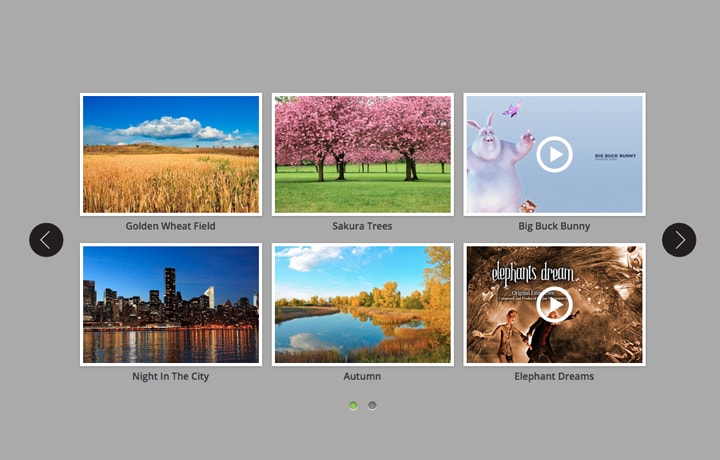 BIG BUCK BUNNY
Golden Wheat Field
Sakura Trees
Big Buck Bunny
elephants dream
Night In The City
Autumn
Elephant Dreams